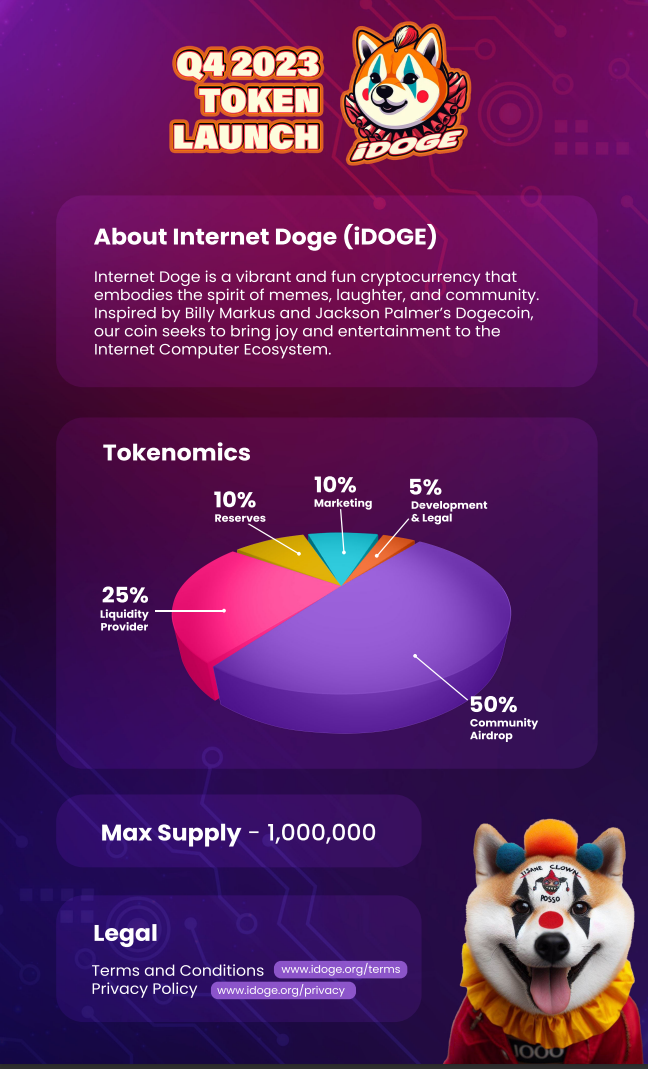 Q4 2023
TOKEN
LAUNCH
iDOGE
About Internet Doge (iDOGE)
Internet Doge is a vibrant and fun cryptocurrency that
embodies the spirit of memes, laughter, and community.
Inspired by Billy Markus and Jackson Palmer’s Dogecoin,
our coin seeks to bring joy and entertainment to the
Internet Computer Ecosystem.
Tokenomics
10%
Reserves
10%
Marketing
5%
Development
& Legal
25%
Liquidity
Provider
50%
Community
Airdrop
Max Supply - 1,000,000
Legal
Terms and Conditions www.idoge.org/terms
Privacy Policy www.idoge.org/privacy
CLOWN
POSSO